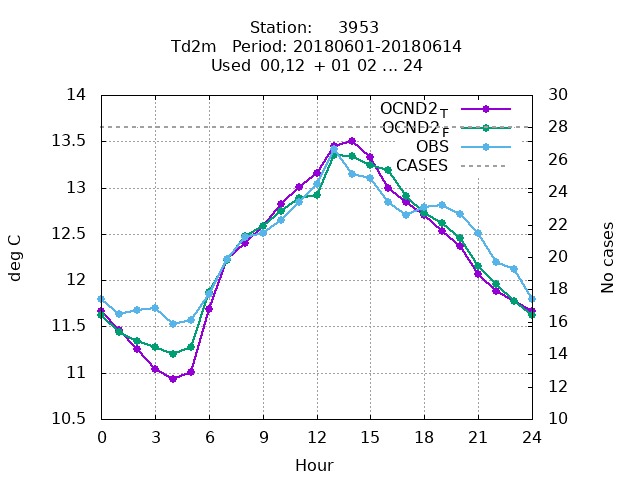 Station: 3953
Td2m Period: 20180601-20180614
Used 00,12 + 01 02 ... 24
14
13.5
13
12.5
12
11.5
11
10.5
30
28
26
24
22
20
18
16
14
12
10
OCND2T
OCND2F
OBS
CASES
deg C
No cases
0 3 6 9 12 15 18 21 24
Hour